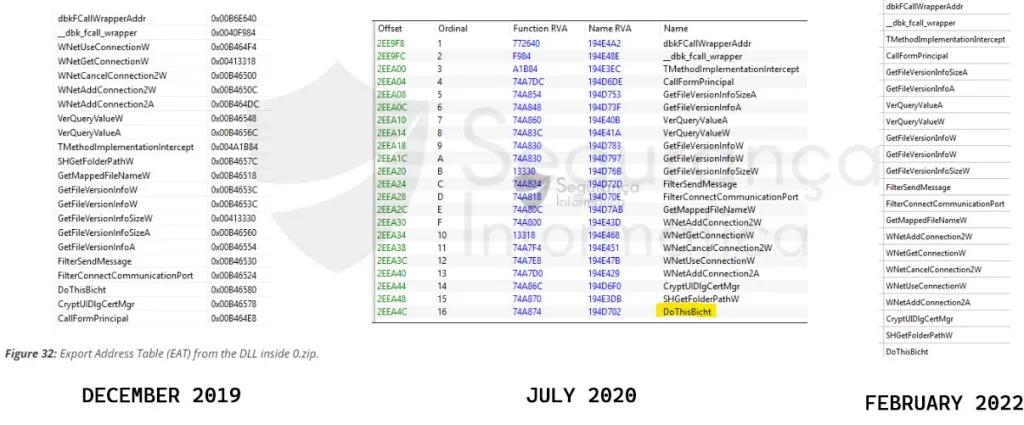 dbkFCallWrapperAddr 0x00B6E640
__dbk_fcall_wrapper 0x0040F984
WNetUseConnectionW 0x00B464F4
WNetGetConnectionW 0x00413318
WNetCancelConnection2W 0x00B46500
WNetAddConnection2W 0x00B4650C
WNetAddConnection2A 0x00B464DC
VerQueryValueW 0x00B46548
VerQueryValueA 0x00B4656C
TMethodImplementationIntercept 0x004A1B84
SHGetFolderPathW 0x00B4657C
GetMappedFileNameW 0x00B46518
GetFileVersionInfoW 0x00B4653C
GetFileVersionInfoW 0x00B4653C
GetFileVersionInfoSizeW 0x00413330
GetFileVersionInfoSizeA 0x00B46560
GetFileVersionInfoA 0x00B46554
FilterSendMessage 0x00B46530
FilterConnectCommunicationPort 0x00B46524
DoThisBicht 0x00B46580
CryptUIDlgCertMgr 0x00B46578
CallFormPrincipal 0x00B464E8
Figure 32: Export Address Table (EAT) from the DLL inside 0.zip.
DECEMBER 2019
Offset Ordinal Function RVA Name RVA Name
2EE9F8 1 772640 194E4A2 dbkFCallWrapperAddr
2EE9FC 2 F984 194E48E __dbk_fcall_wrapper
2EEA00 3 A1B84 194E3EC TMethodImplementationIntercept
2EEA04 4 74A7DC 194D6DE CallFormPrincipal
2EEA08 5 74A854 194D753 GetFileVersionInfoSizeA
2EEA0C 6 74A848 194D73F GetFileVersionInfoA
2EEA10 7 74A860 194E40B VerQueryValueA
2EEA14 8 74A83C 194E41A VerQueryValueW
2EEA18 9 74A830 194D783 GetFileVersionInfoW
2EEA1C A 74A830 194D797 GetFileVersionInfoW
2EEA20 B 13330 194D76B GetFileVersionInfoSizeW
2EEA24 C 74A824 194D72D FilterSendMessage
2EEA28 D 74A818 194D70E FilterConnectCommunicationPort
2EEA2C E 74A80C 194D7AB GetMappedFileNameW
2EEA30 F 74A800 194E43D WNetAddConnection2W
2EEA34 10 13318 194E468 WNetGetConnectionW
2EEA38 11 74A7F4 194E451 WNetCancelConnection2W
2EEA3C 12 74A7E8 194E47B WNetUseConnectionW
2EEA40 13 74A7D0 194E429 WNetAddConnection2A
2EEA44 14 74A86C 194D6F0 CryptUIDlgCertMgr
2EEA48 15 74A870 194E3DB SHGetFolderPathW
2EEA4C 16 74A874 194D702 DoThisBicht
Segurança
Informática
Segurança
Informática
JULY 2020
dbkFCallWrapperAddr
__dbk_fcall_wrapper
TMethodImplementationIntercept
CallFormPrincipal
GetFileVersionInfoSizeA
GetFileVersionInfoA
VerQueryValueA
VerQueryValueW
GetFileVersionInfoW
GetFileVersionInfoW
GetFileVersionInfoSizeW
FilterSendMessage
FilterConnectCommunicationPort
GetMappedFileNameW
WNetAddConnection2W
WNetGetConnectionW
WNetCancelConnection2W
WNetUseConnectionW
WNetAddConnection2A
CryptUIDlgCertMgr
SHGetFolderPathW
DoThisBicht
FEBRUARY 2022